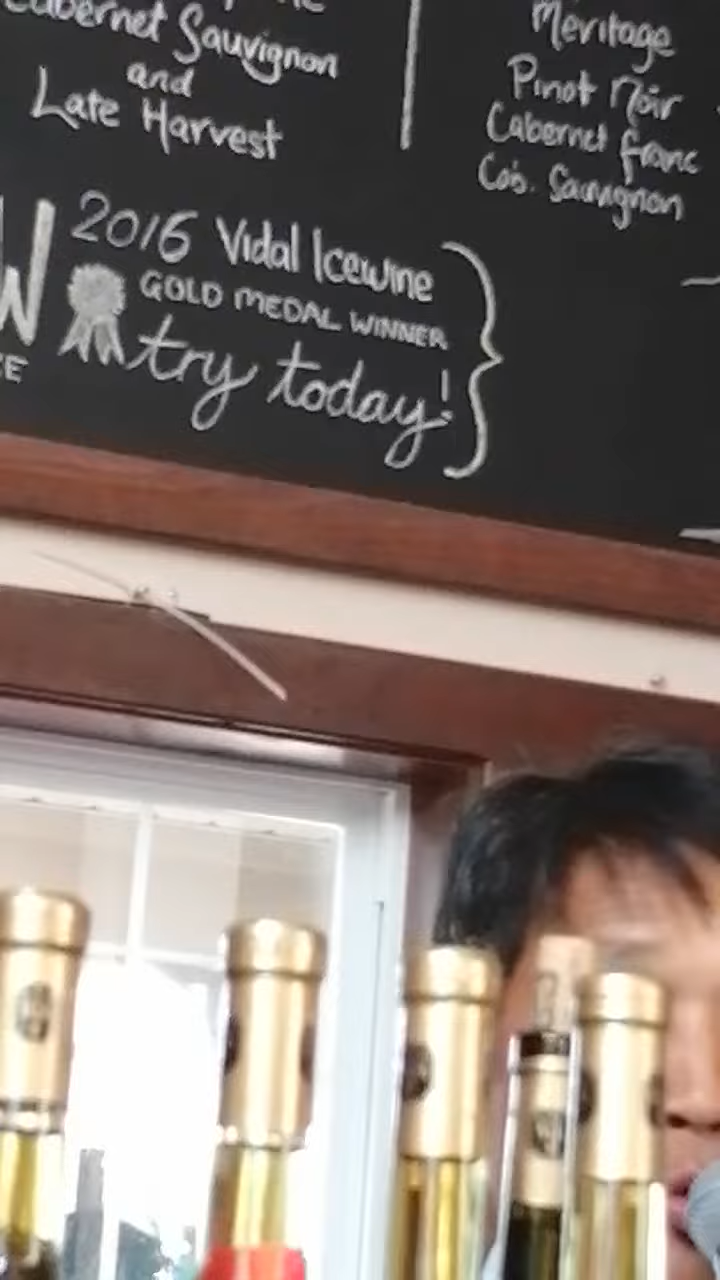 Cabernet Sauvignon
and
Late Harvest
Meritage
Pinot Noir
Cabernet franc
Cab. Sauvignon
2016 Vidal Icewine
GOLD MEDAL WINNER
try today!